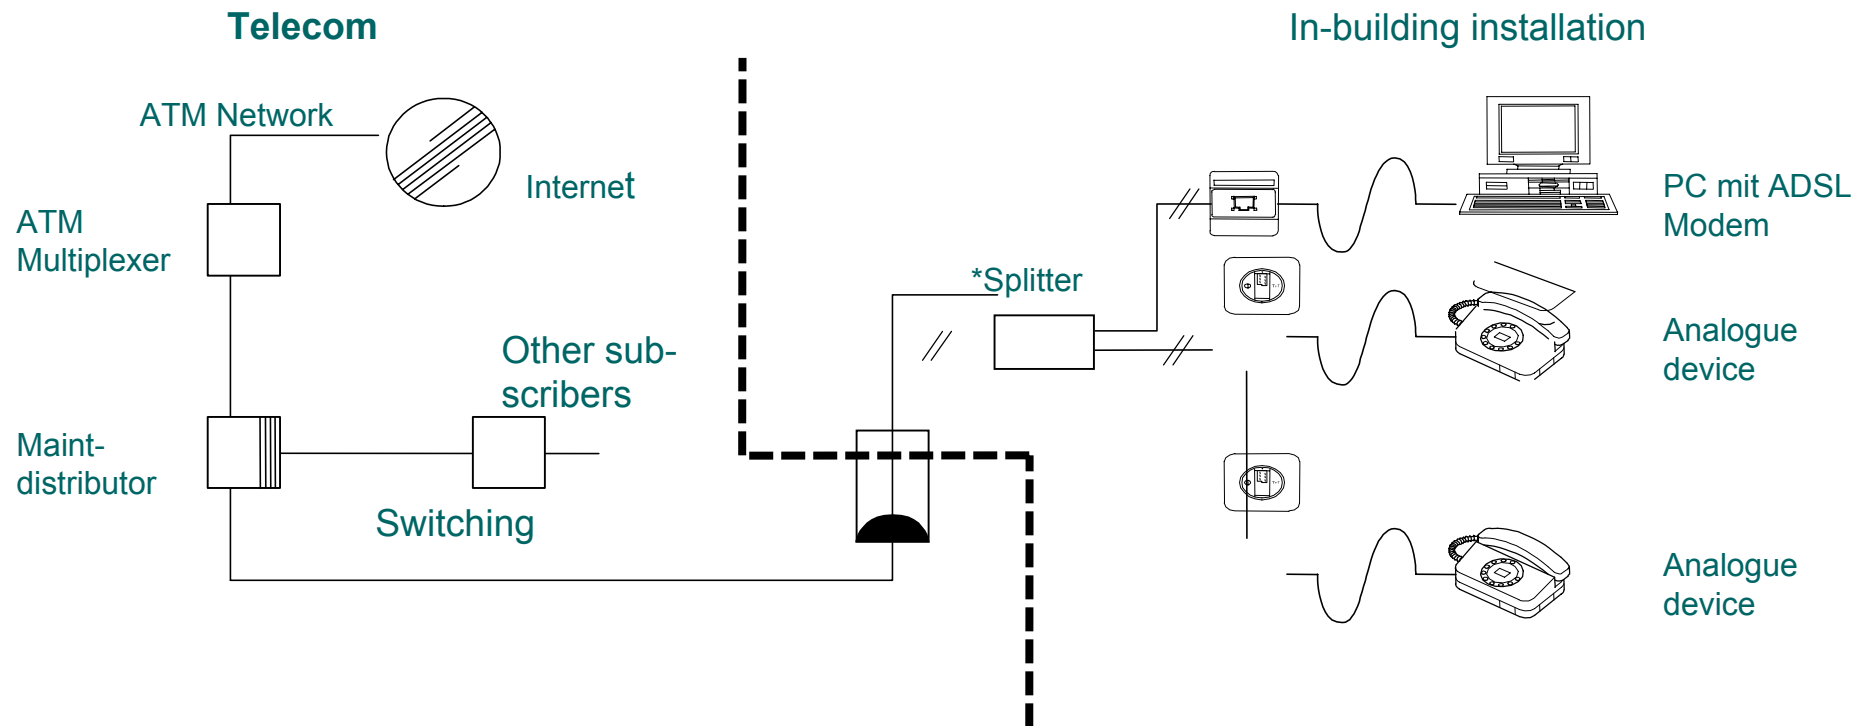 Telecom
In-building installation
ATM Network
Internet
ATM
Multiplexer
Other sub-
scribers
Maint-
distributor
Switching
*Splitter
PC mit ADSL
Modem
Analogue
device
Analogue
device